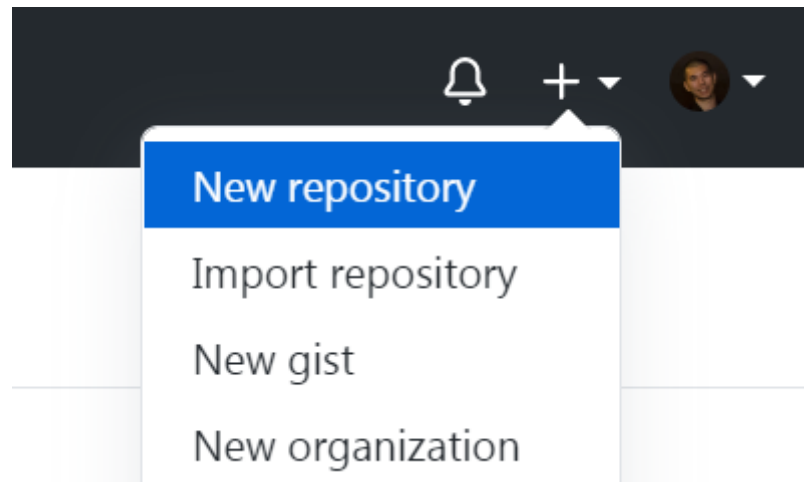 New repository
Import repository
New gist
New organization